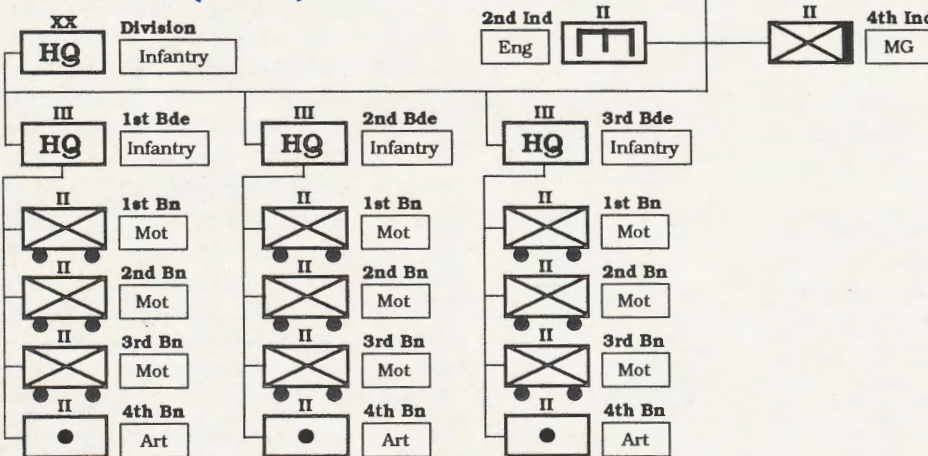 XX Division 2nd Ind II II 4th Ind
HQ Infantry Eng MG
III 1st Bde III 2nd Bde III 3rd Bde
HQ Infantry HQ Infantry HQ Infantry
II 1st Bn II 1st Bn II 1st Bn
Mot Mot Mot
II 2nd Bn II 2nd Bn II 2nd Bn
Mot Mot Mot
II 3rd Bn II 3rd Bn II 3rd Bn
Mot Mot Mot
II 4th Bn II 4th Bn II 4th Bn
Art Art Art